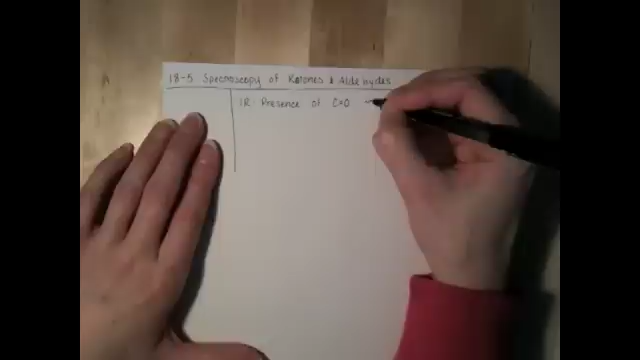 18-5 Spectroscopy of Ketones & Aldehydes
IR: Presence of C=O